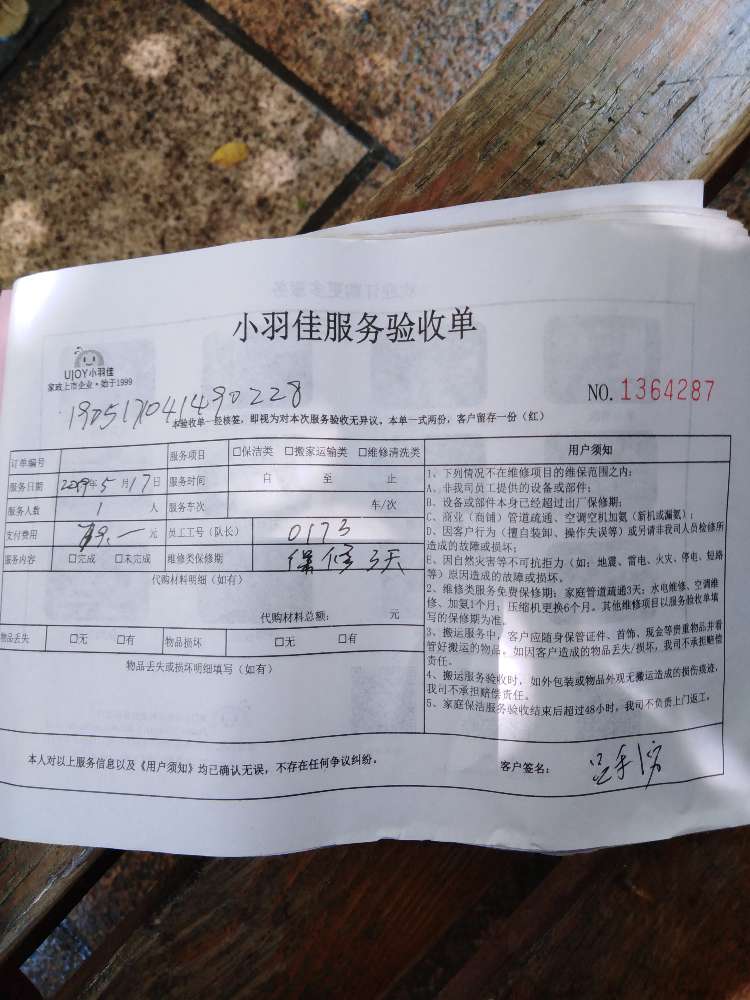 小羽佳服务验收单
UJOY小羽佳
家政上市企业·始于1999
NO. 1364287
190517041490228
本验收单一经核签，即视为对本次服务验收无异议，本单一式两份，客户留存一份（红）
订单编号 服务项目 □保洁类 □搬家运输类 □维修清洗类
服务日期 2019年5月17日 服务时间 自 至 止
服务人数 1 人 服务车次 车/次
支付费用 元 员工工号（队长） 0173
服务内容 □完成 □未完成 维修类保修期 保修3天
代购材料明细（如有）
代购材料总额： 元
物品丢失 □无 □有 物品损坏 □无 □有
物品丢失或损坏明细填写（如有）
用户须知
1、下列情况不在维修项目的维保范围之内：
A、非我司员工提供的设备或部件；
B、设备或部件本身已经超过出厂保修期；
C、商业（商铺）管道疏通、空调空机加氨（新机或漏氨）；
D、因客户行为（擅自装卸、操作失误等）或另请非我司人员检修所
造成的故障或损坏；
E、因自然灾害等不可抗拒力（如：地震、雷电、火灾、停电、短路
等）原因造成的故障或损坏。
2、维修类服务免费保修期：家庭管道疏通3天；水电维修、空调维
修、加氨1个月；压缩机更换6个月。其他维修项目以服务验收单填
写的保修期为准。
3、搬运服务中，客户应随身保管证件、首饰、现金等贵重物品并看
管好搬运的物品。如因客户造成的物品丢失/损坏，我司不承担赔偿
责任。
4、搬运服务验收时，如外包装或物品外观无搬运造成的损伤痕迹，
我司不承担赔偿责任。
5、家庭保洁服务验收结束后超过48小时，我司不负责上门返工。
本人对以上服务信息以及《用户须知》均已确认无误，不存在任何争议纠纷。
客户签名：